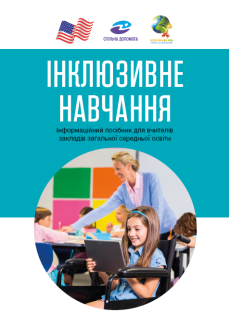 СПІЛЬНА ДОПОМОГА
ІНКЛЮЗИВНЕ
НАВЧАННЯ
Інформаційний посібник для вчителів
закладів загальної середньої освіти